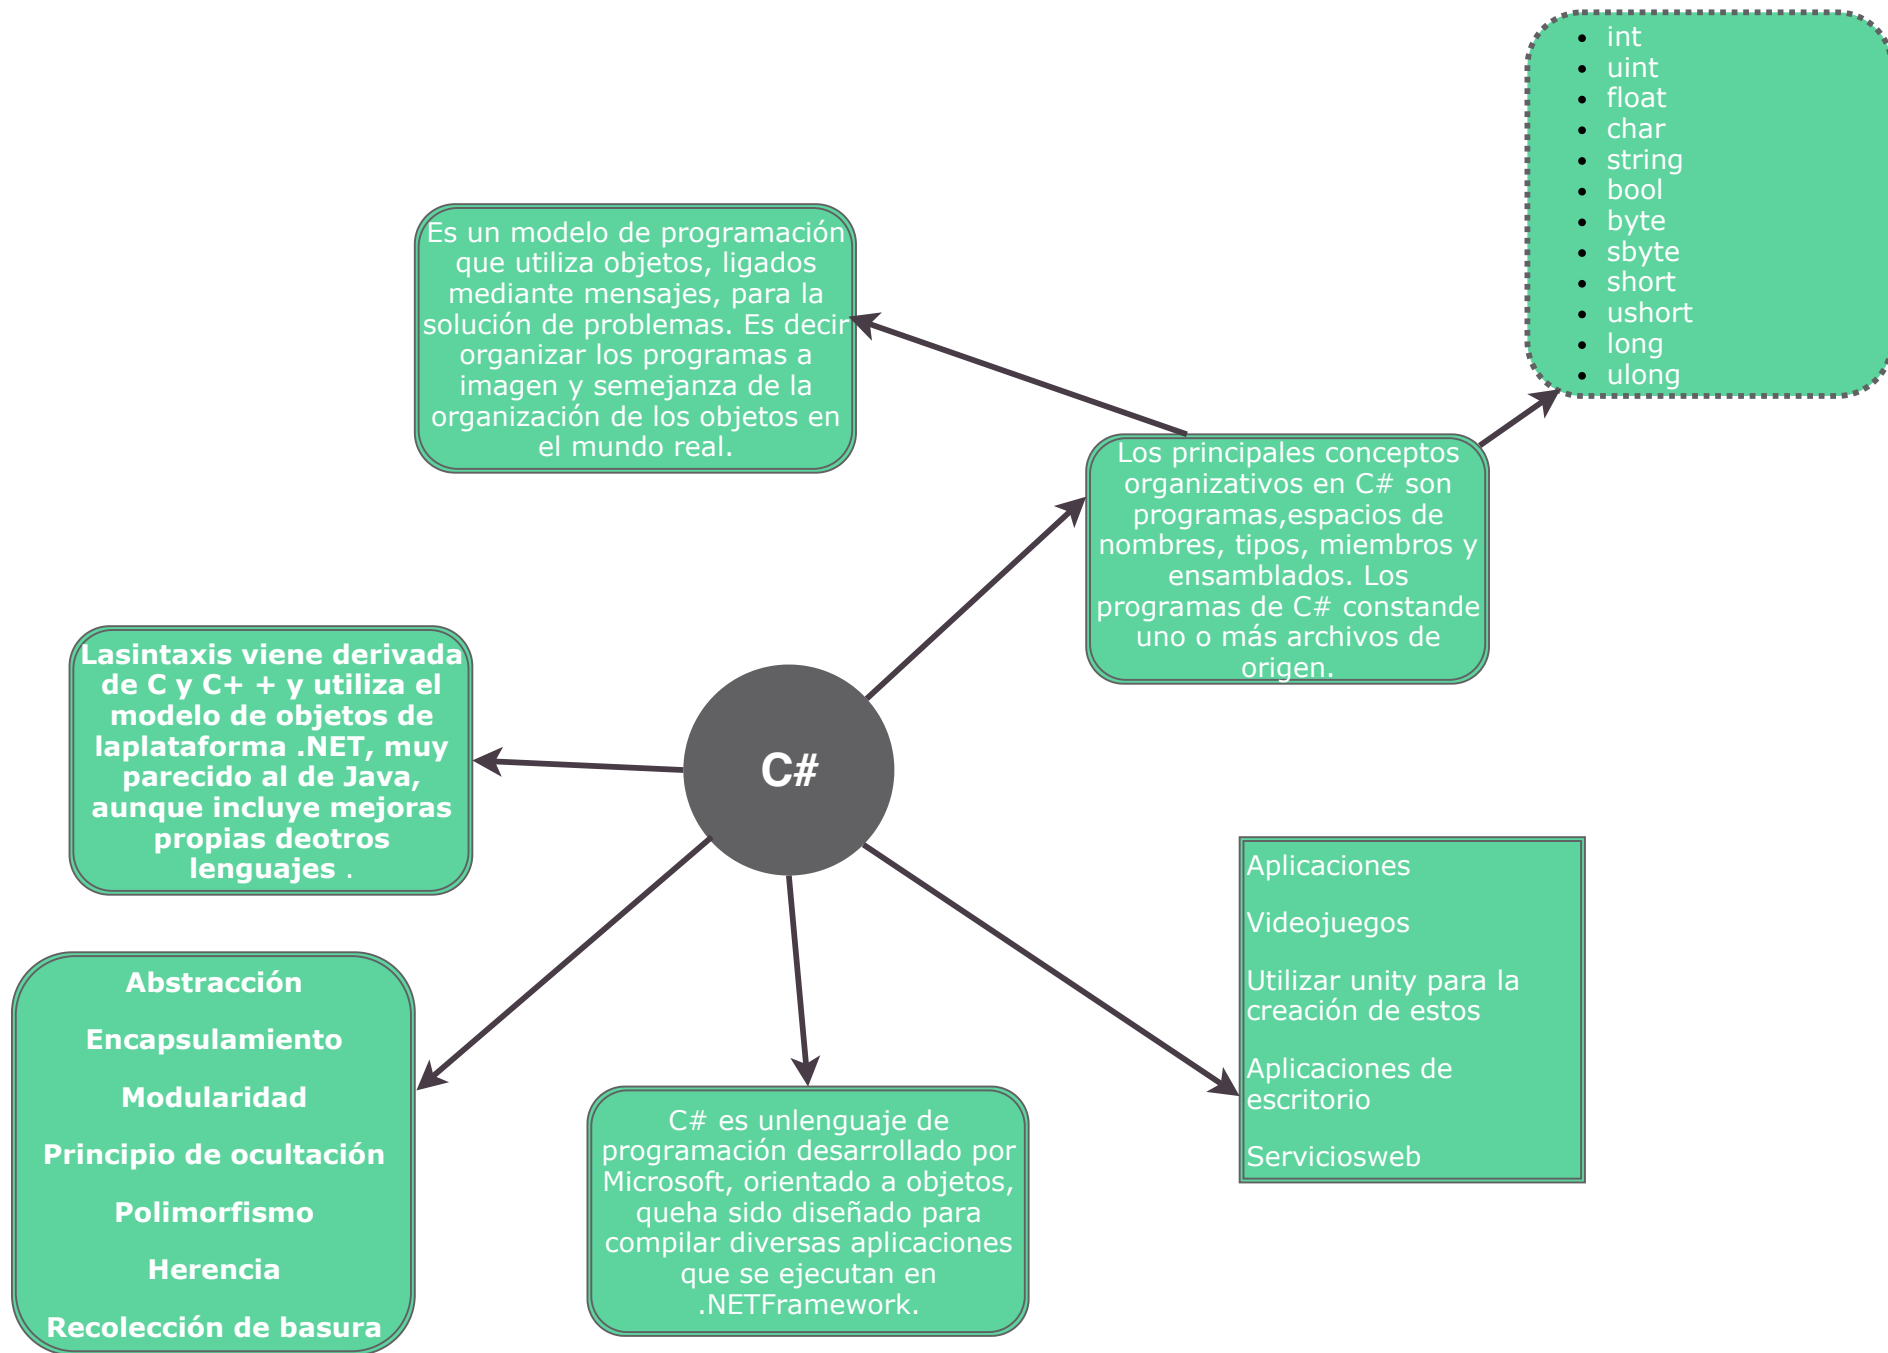 int
uint
float
char
string
bool
byte
sbyte
short
ushort
long
ulong
Es un modelo de programación
que utiliza objetos, ligados
mediante mensajes, para la
solución de problemas. Es decir
organizar los programas a
imagen y semejanza de la
organización de los objetos en
el mundo real.
Los principales conceptos
organizativos en C# son
programas,espacios de
nombres, tipos, miembros y
ensamblados. Los
programas de C# constande
uno o más archivos de
origen.
Lasintaxis viene derivada
de C y C+ + y utiliza el
modelo de objetos de
laplataforma .NET, muy
parecido al de Java,
aunque incluye mejoras
propias deotros
lenguajes .
C#
Aplicaciones
Videojuegos
Utilizar unity para la
creación de estos
Aplicaciones de
escritorio
Serviciosweb
Abstracción
Encapsulamiento
Modularidad
Principio de ocultación
Polimorfismo
Herencia
Recolección de basura
C# es unlenguaje de
programación desarrollado por
Microsoft, orientado a objetos,
queha sido diseñado para
compilar diversas aplicaciones
que se ejecutan en
.NETFramework.